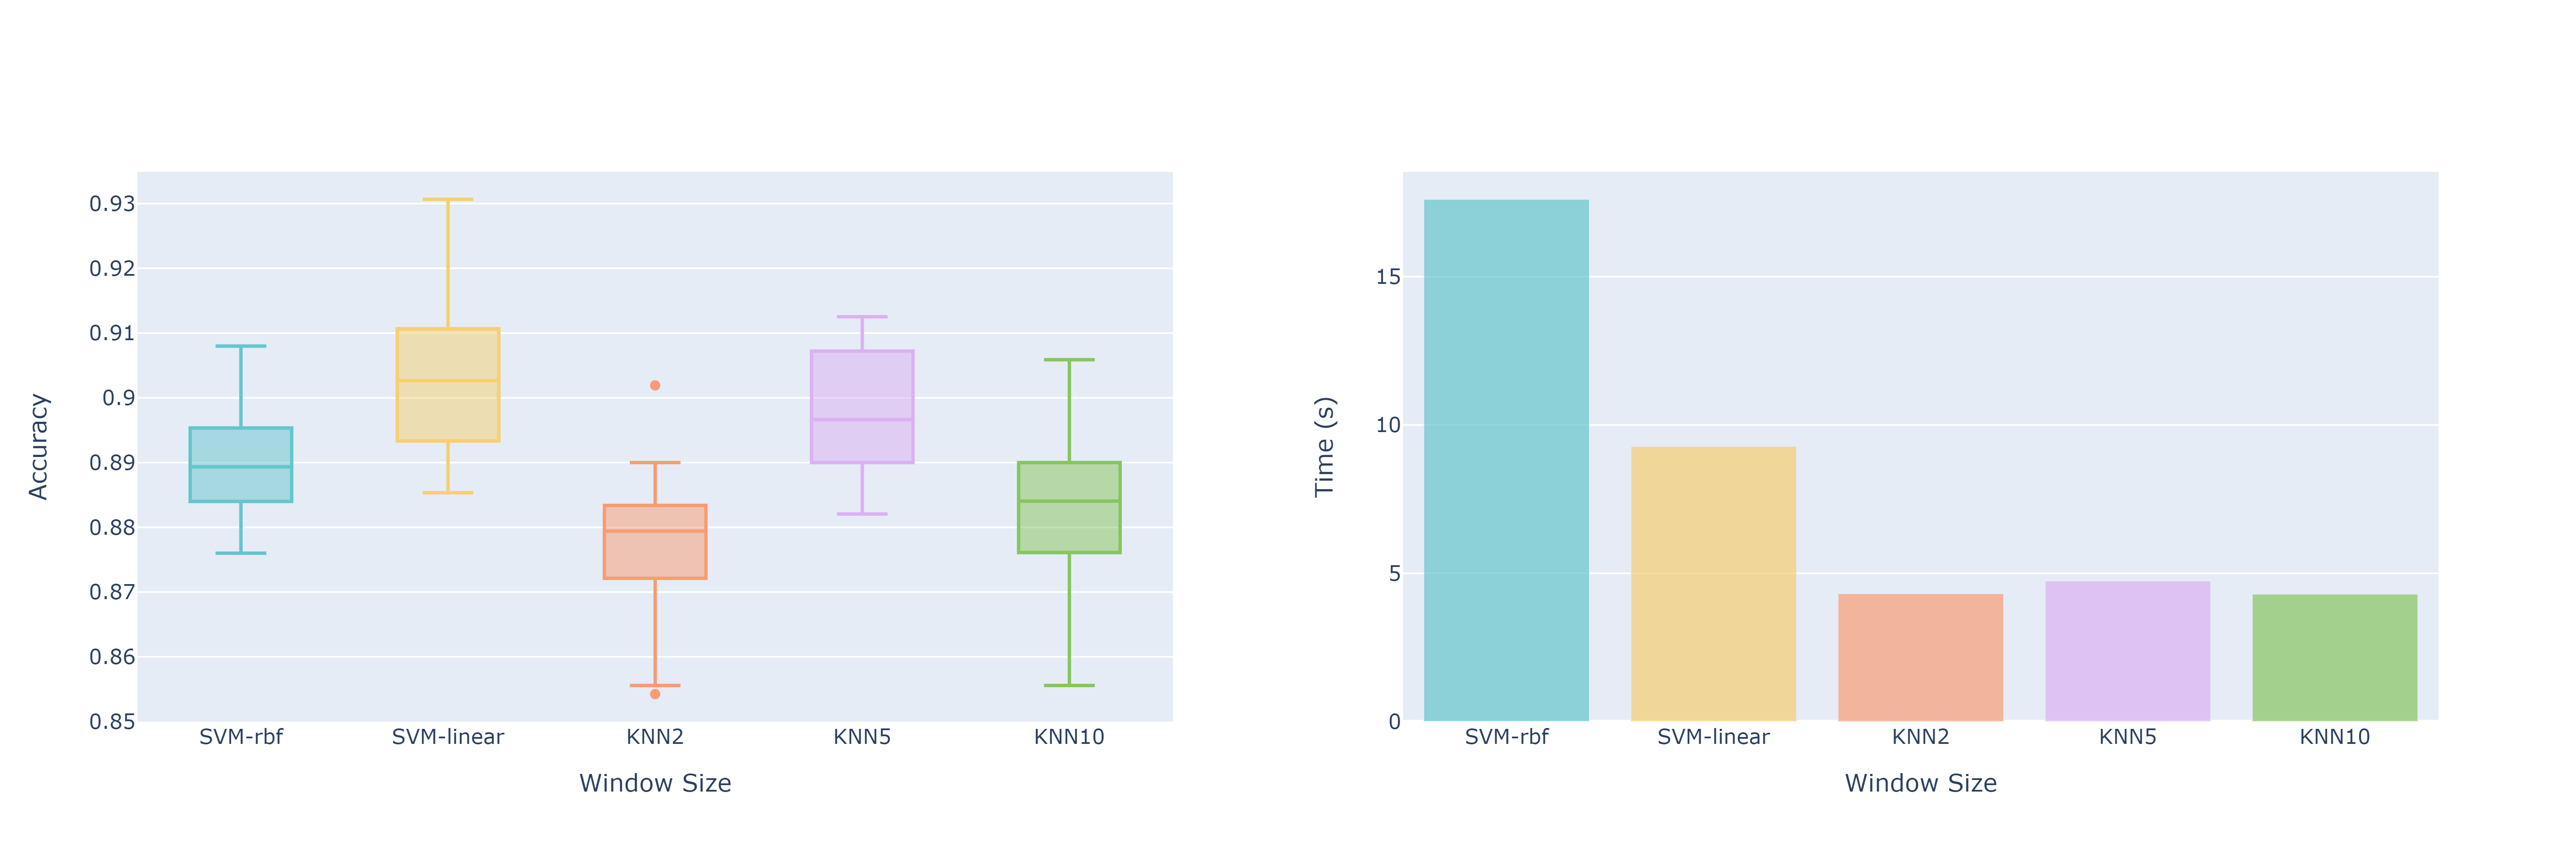 Accuracy
0.93
0.92
0.91
0.9
0.89
0.88
0.87
0.86
0.85
SVM-rbf
SVM-linear
KNN2
KNN5
KNN10
Window Size
Time (s)
15
10
5
0
SVM-rbf
SVM-linear
KNN2
KNN5
KNN10
Window Size